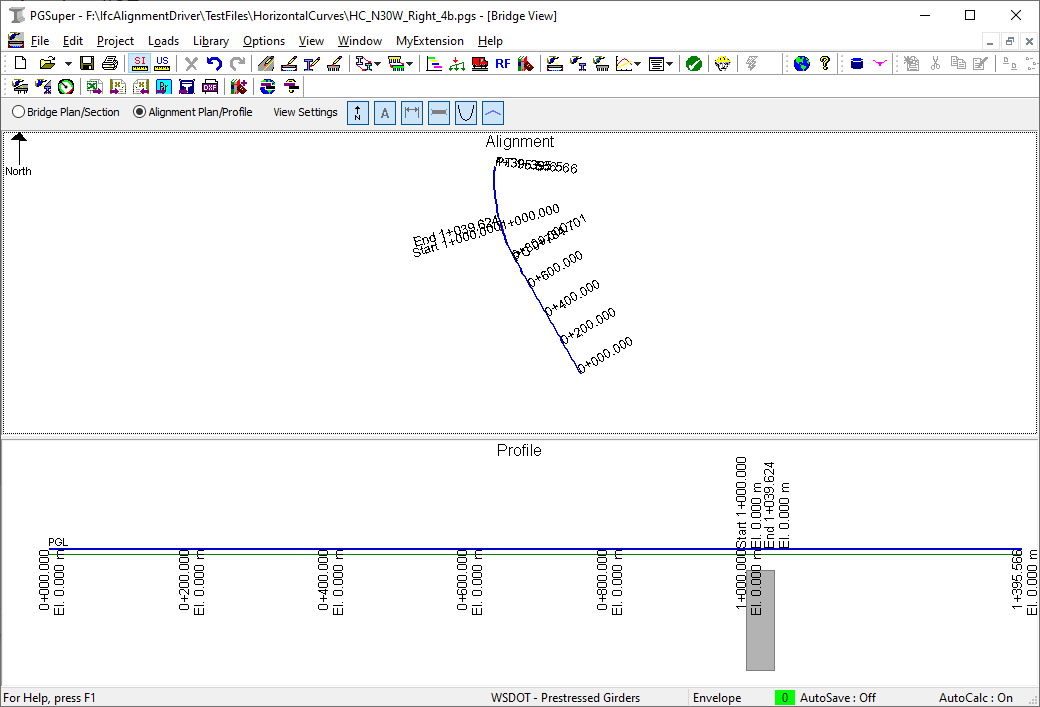 PGSuper - F:\IfcAlignmentDriver\TestFiles\HorizontalCurves\HC_N30W_Right_4b.pgs - [Bridge View]
File Edit Project Loads Library Options View Window MyExtension Help
SI US RF
DXF
Bridge Plan/Section Alignment Plan/Profile View Settings N A
Alignment
North
End 1+039.624
Start 1+000.000
1+000.000
0+600.000
0+400.000
0+200.000
0+000.000
Profile
PGL
0+000.000
El. 0.000 m
0+200.000
El. 0.000 m
0+400.000
El. 0.000 m
0+600.000
El. 0.000 m
0+800.000
El. 0.000 m
Start 1+000.000
El. 0.000 m
End 1+039.624
El. 0.000 m
1+000.000
El. 0.000 m
1+395.566
El. 0.000 m
For Help, press F1
WSDOT - Prestressed Girders
Envelope
0
AutoSave : Off
AutoCalc : On